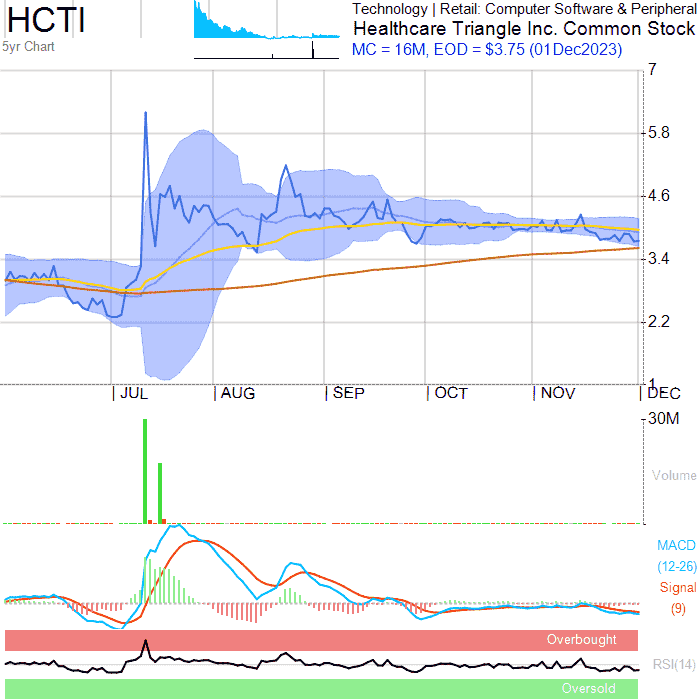 HCTI
5yr Chart
Technology | Retail: Computer Software & Peripheral
Healthcare Triangle Inc. Common Stock
MC = 16M, EOD = $3.75 (01Dec2023)
7
5.8
4.6
3.4
2.2
1
JUL AUG SEP OCT NOV DEC
30M
Volume
MACD
(12-26)
Signal
(9)
Overbought
RSI(14)
Oversold